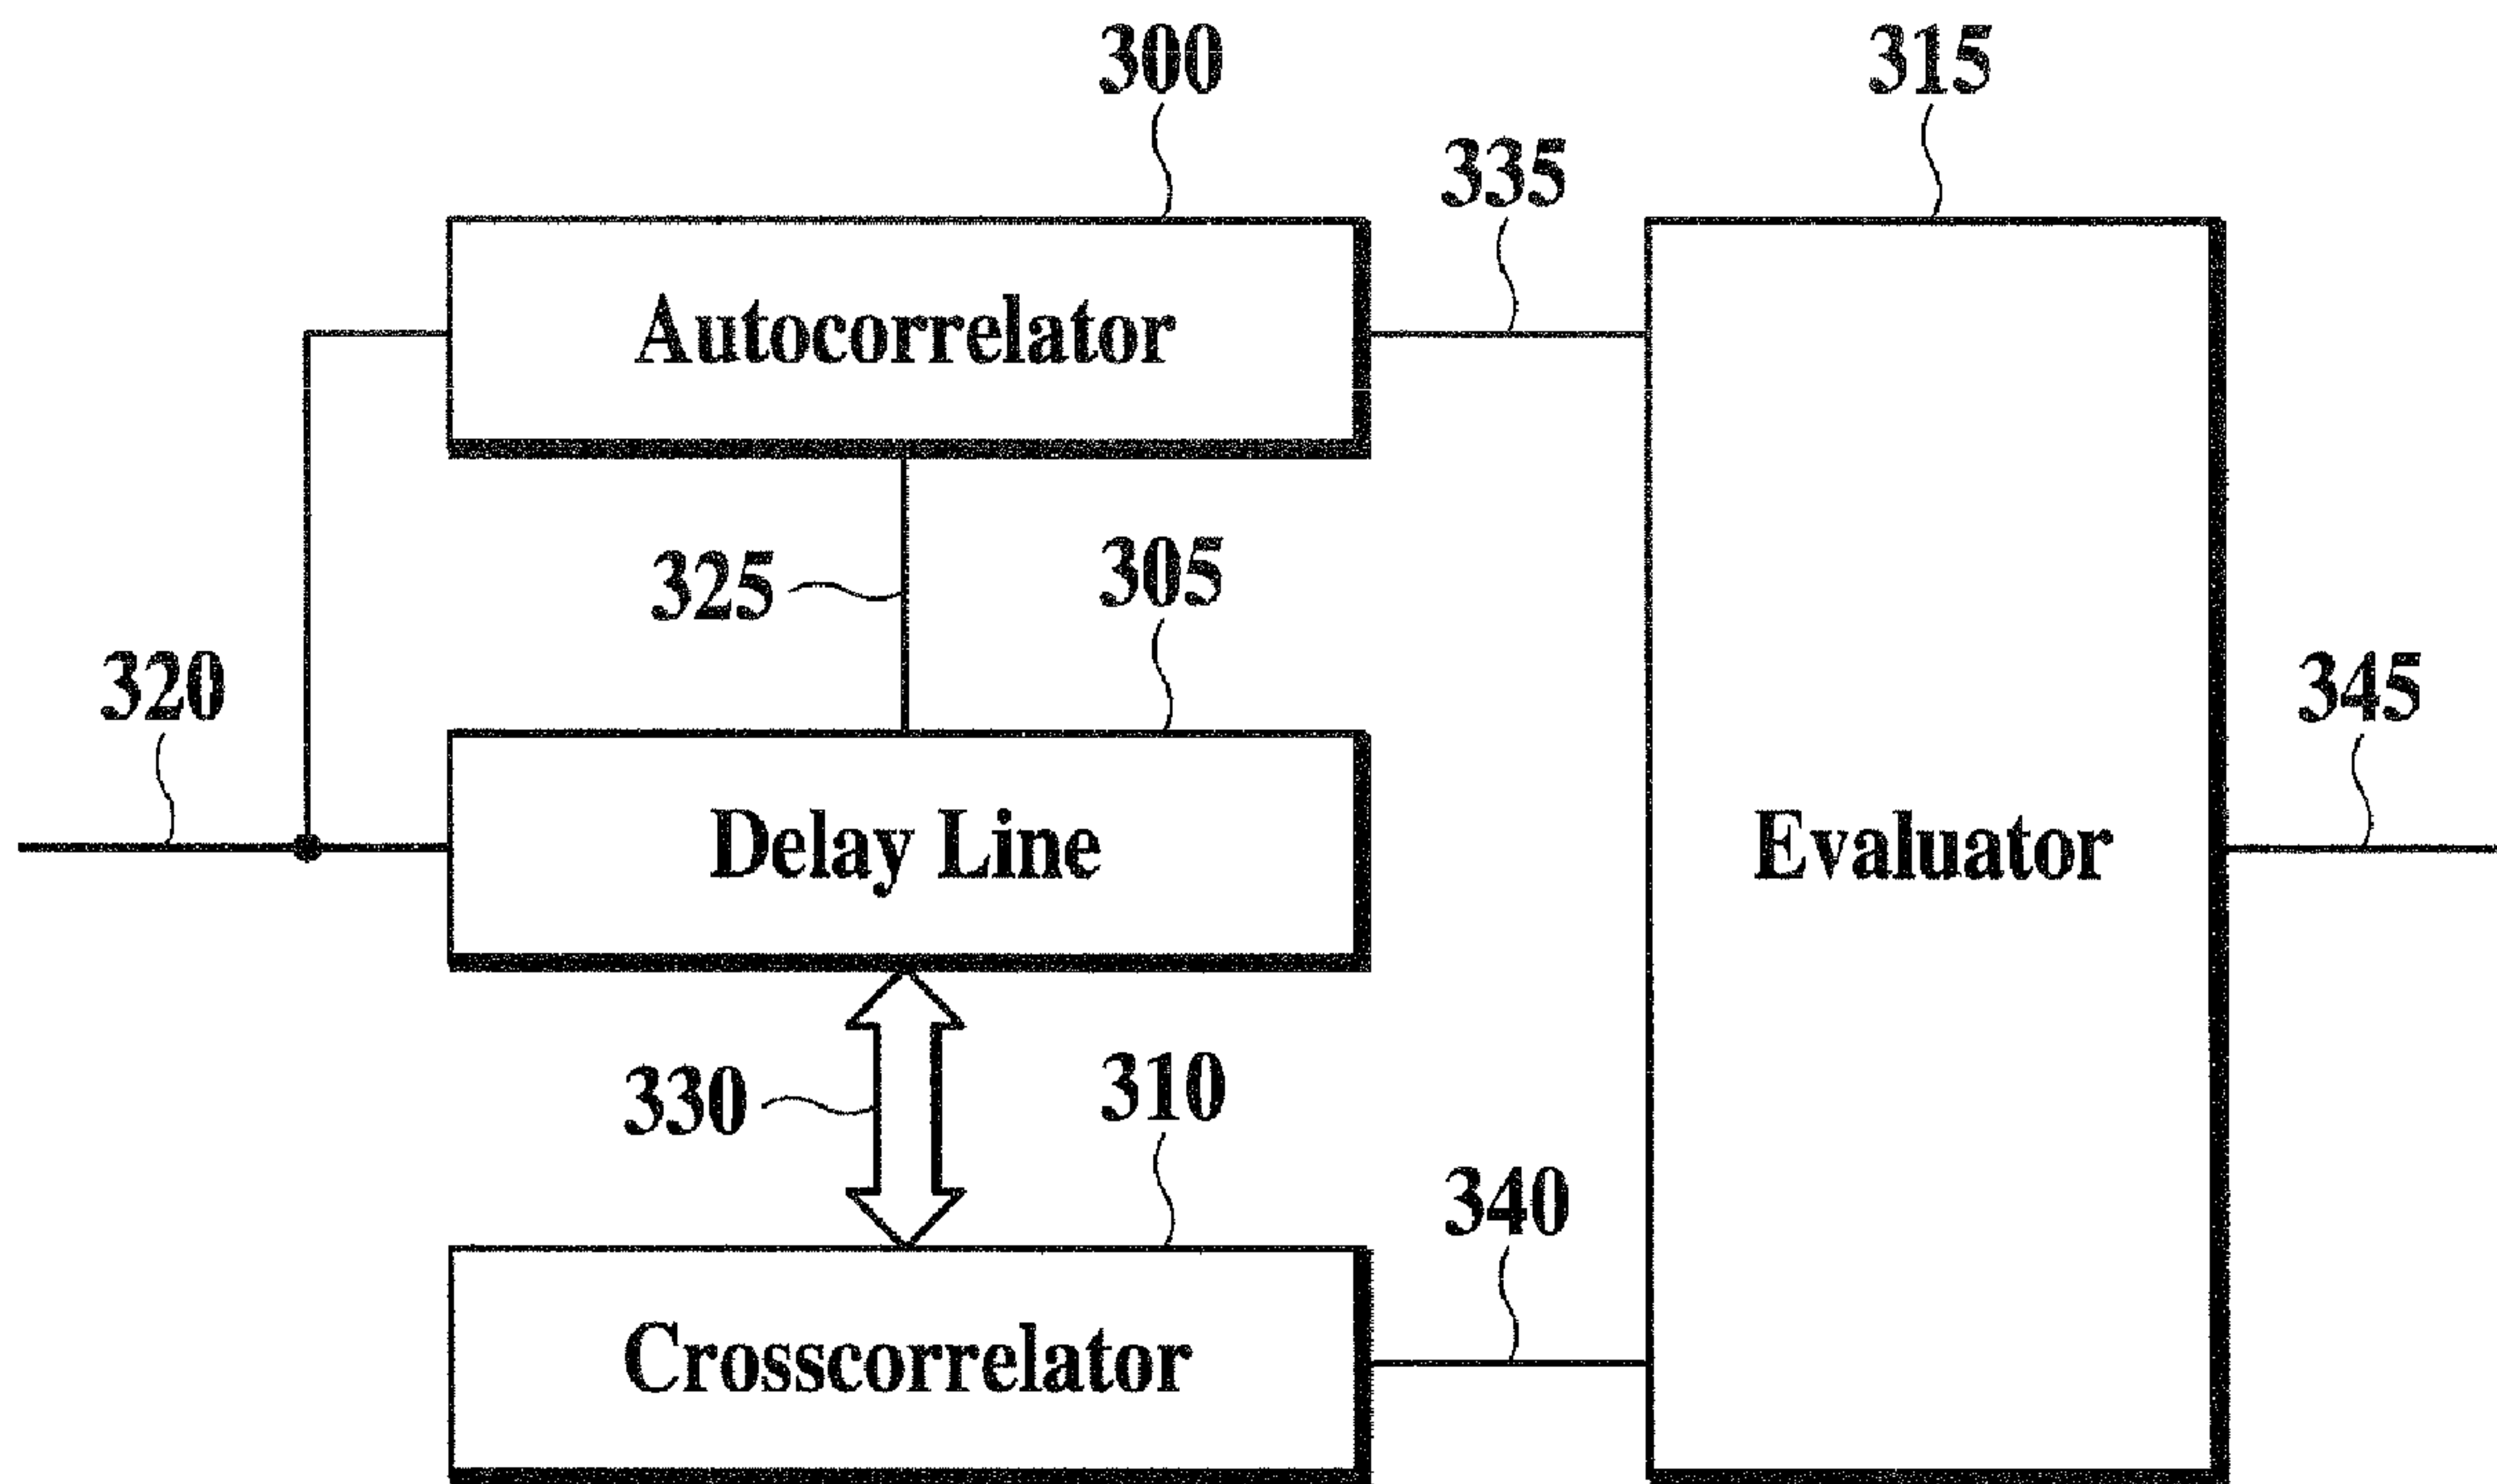 300
315
335
Autocorrelator
325
305
320
345
Delay Line
Evaluator
330
310
340
Crosscorrelator